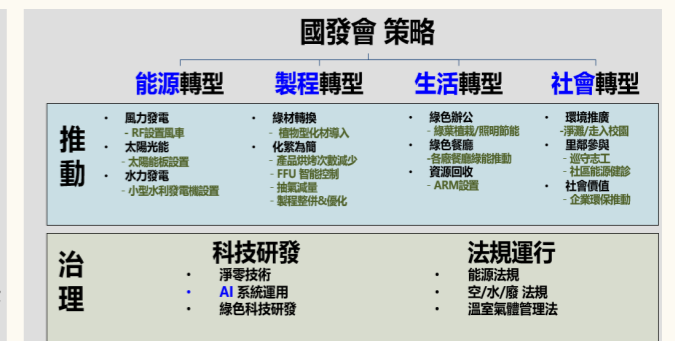 國發會 策略
能源轉型
製程轉型
生活轉型
社會轉型
推動
• 風力發電
- RF設置風車
• 太陽光能
- 太陽能板設置
• 水力發電
- 小型水利發電機設置
• 綠材轉換
- 植物型化材導入
• 化繁為簡
- 產品烘烤次數減少
- FFU 智能控制
- 抽氣減量
- 製程整併&優化
• 綠色辦公
- 綠葉植栽/照明節能
• 綠色餐廳
-各廠餐廳綠能推動
• 資源回收
- ARM設置
• 環境推廣
-淨灘/走入校園
• 里鄰參與
- 巡守志工
- 社區能源健診
• 社會價值
- 企業環保推動
治理
科技研發
• 淨零技術
• AI 系統運用
• 綠色科技研發
法規運行
• 能源法規
• 空/水/廢 法規
• 溫室氣體管理法